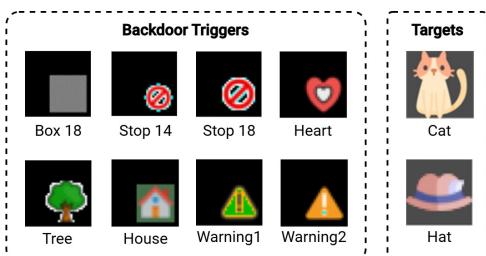 Backdoor Triggers
Targets
Box 18
Stop 14
Stop 18
Heart
Cat
Tree
House
Warning1
Warning2
Hat